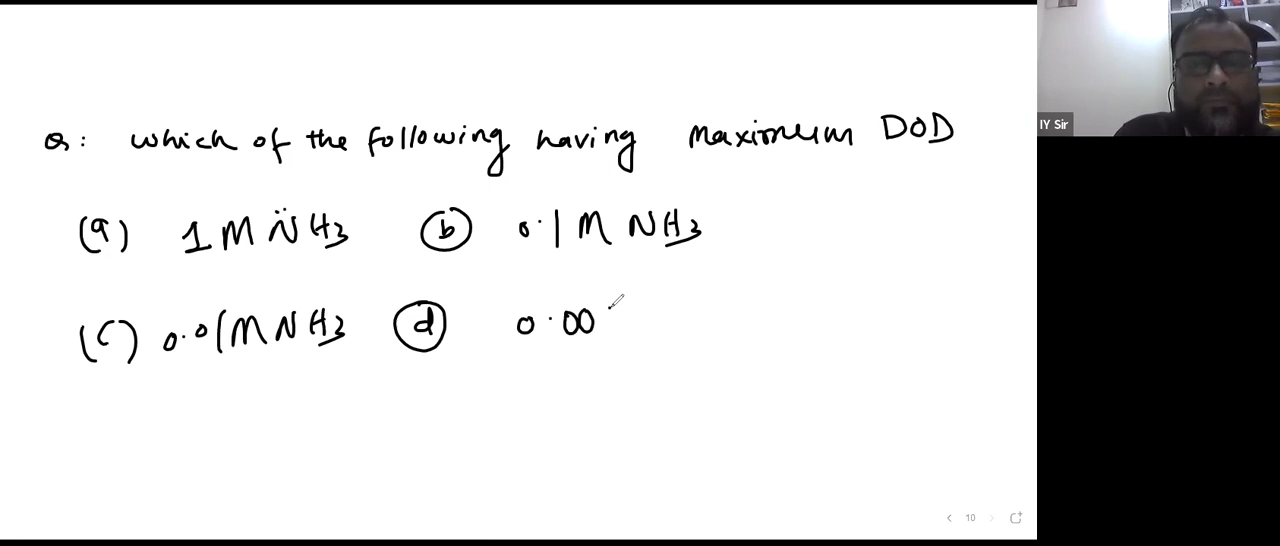 Q: which of the following having maximum DOD
(a) 1 M N̈H3 (b) 0.1 M NH3
(c) 0.01 M NH3 (d) 0.00
IY Sir
10